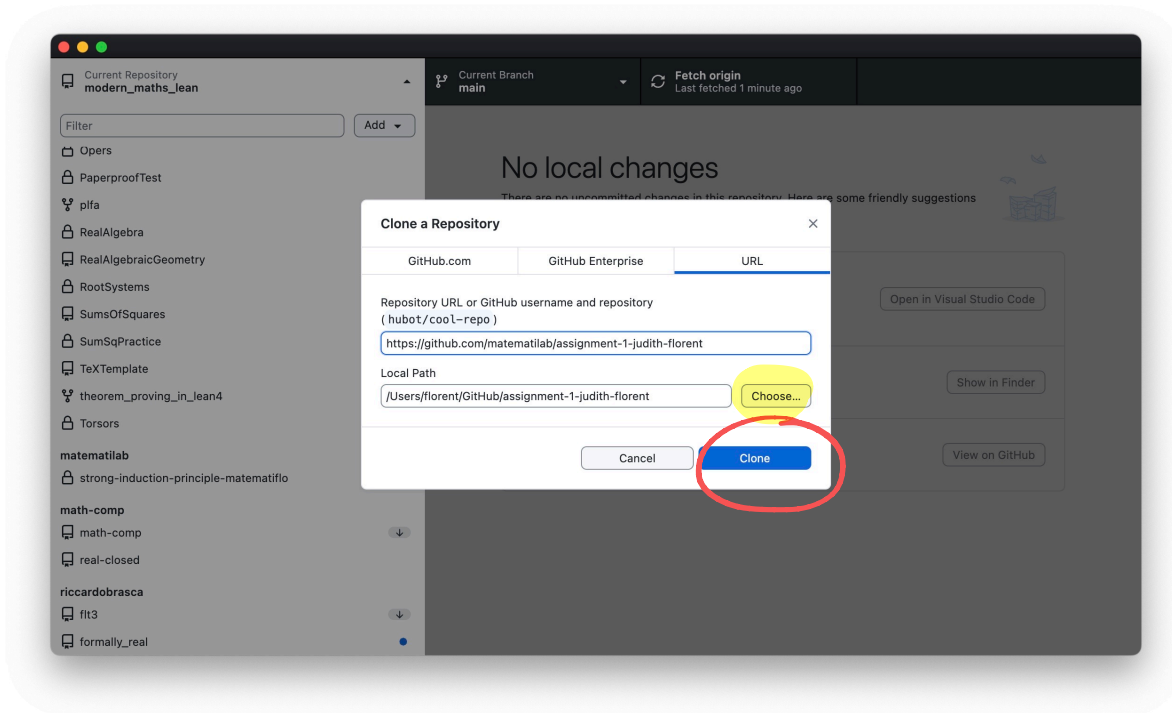 Current Repository
modern_maths_lean
Current Branch
main
Fetch origin
Last fetched 1 minute ago
Filter
Add
Opers
PaperproofTest
plfa
RealAlgebra
RealAlgebraicGeometry
RootSystems
SumsOfSquares
SumSqPractice
TeXTemplate
theorem_proving_in_lean4
Torsors
matematilab
strong-induction-principle-matematiflo
math-comp
math-comp
real-closed
riccardobrasca
flt3
formally_real
No local changes
There are no uncommitted changes in this repository. Here are some friendly suggestions
Open in Visual Studio Code
Show in Finder
View on GitHub
Clone a Repository
GitHub.com
GitHub Enterprise
URL
Repository URL or GitHub username and repository
(hubot/cool-repo)
https://github.com/matematilab/assignment-1-judith-florent
Local Path
/Users/florent/GitHub/assignment-1-judith-florent
Choose...
Cancel
Clone